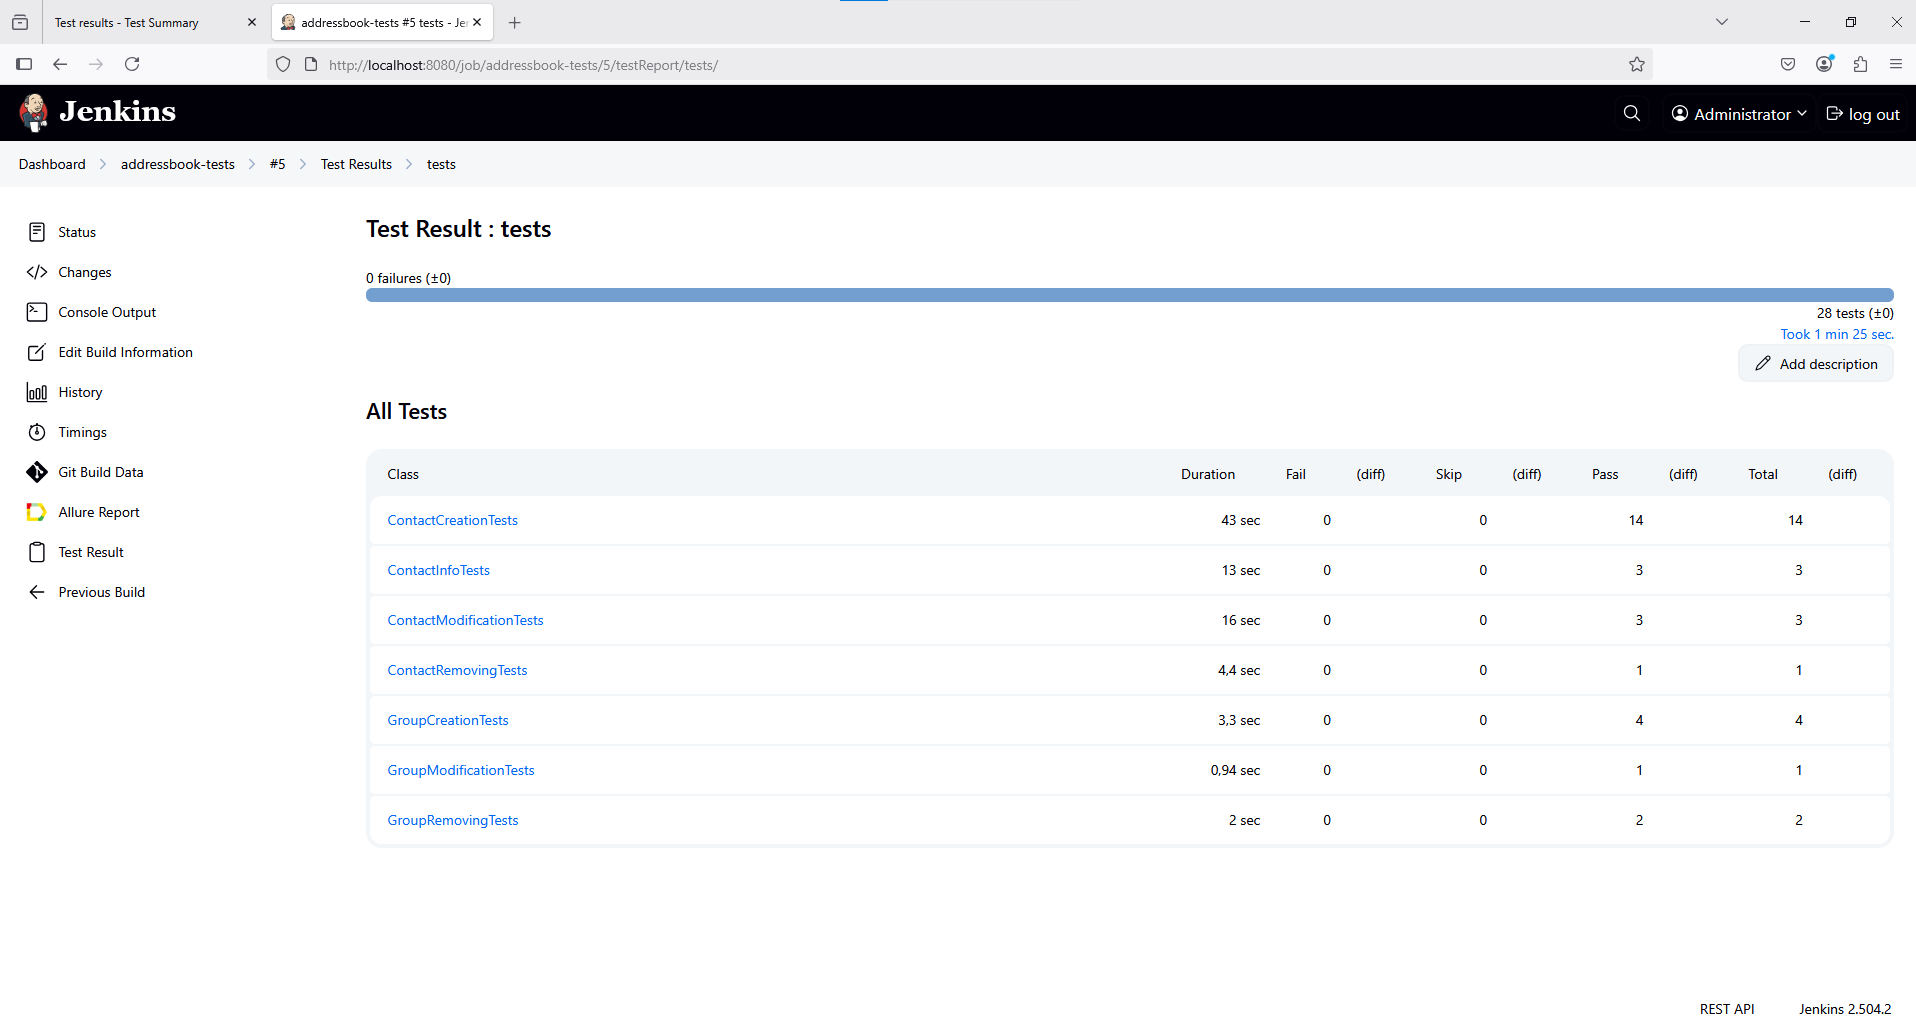 Test results - Test Summary
addressbook-tests #5 tests - Je
http://localhost:8080/job/addressbook-tests/5/testReport/tests/
Jenkins
Administrator
log out
Dashboard
addressbook-tests
#5
Test Results
tests
Status
Changes
Console Output
Edit Build Information
History
Timings
Git Build Data
Allure Report
Test Result
Previous Build
Test Result : tests
0 failures (±0)
28 tests (±0)
Took 1 min 25 sec.
Add description
All Tests
Class Duration Fail (diff) Skip (diff) Pass (diff) Total (diff)
ContactCreationTests 43 sec 0 0 14 14
ContactInfoTests 13 sec 0 0 3 3
ContactModificationTests 16 sec 0 0 3 3
ContactRemovingTests 4,4 sec 0 0 1 1
GroupCreationTests 3,3 sec 0 0 4 4
GroupModificationTests 0,94 sec 0 0 1 1
GroupRemovingTests 2 sec 0 0 2 2
REST API
Jenkins 2.504.2